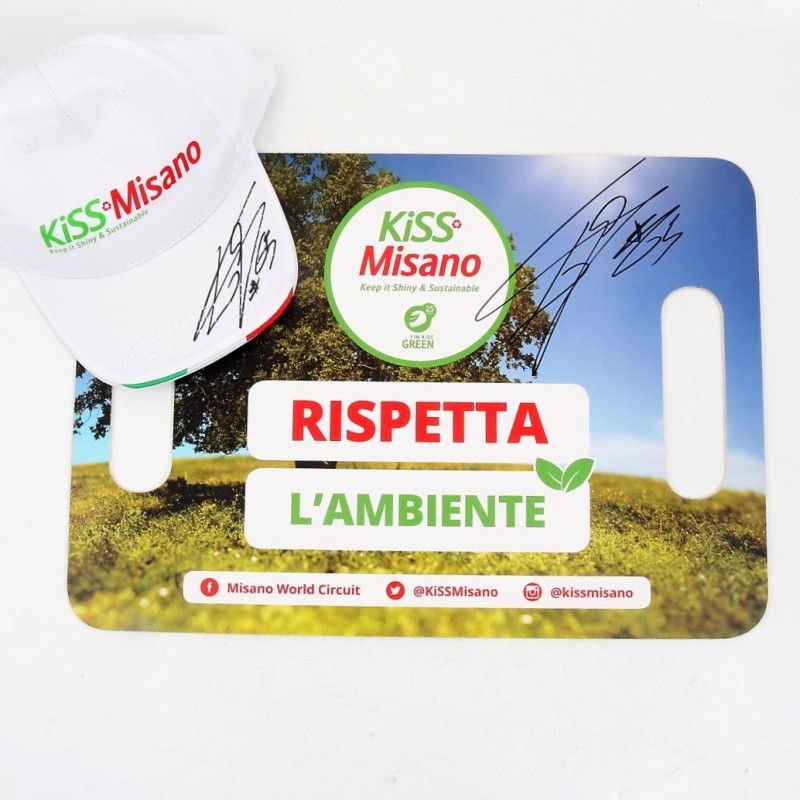 KiSS Misano
Keep it Shiny & Sustainable
KiSS
Misano
Keep it Shiny & Sustainable
25
FIM RIDE
GREEN
RISPETTA
L'AMBIENTE
Misano World Circuit @KiSSMisano @kissmisano